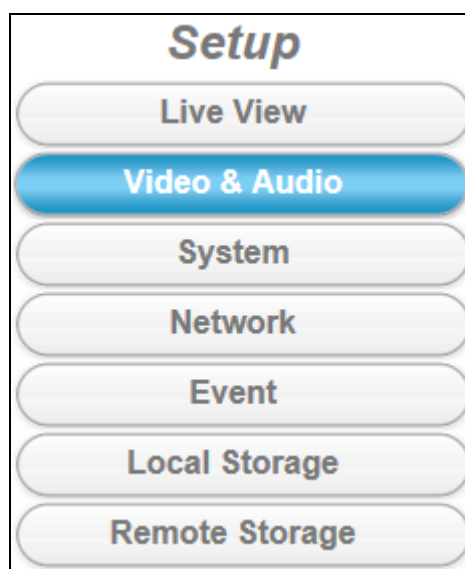 Setup
Live View
Video & Audio
System
Network
Event
Local Storage
Remote Storage